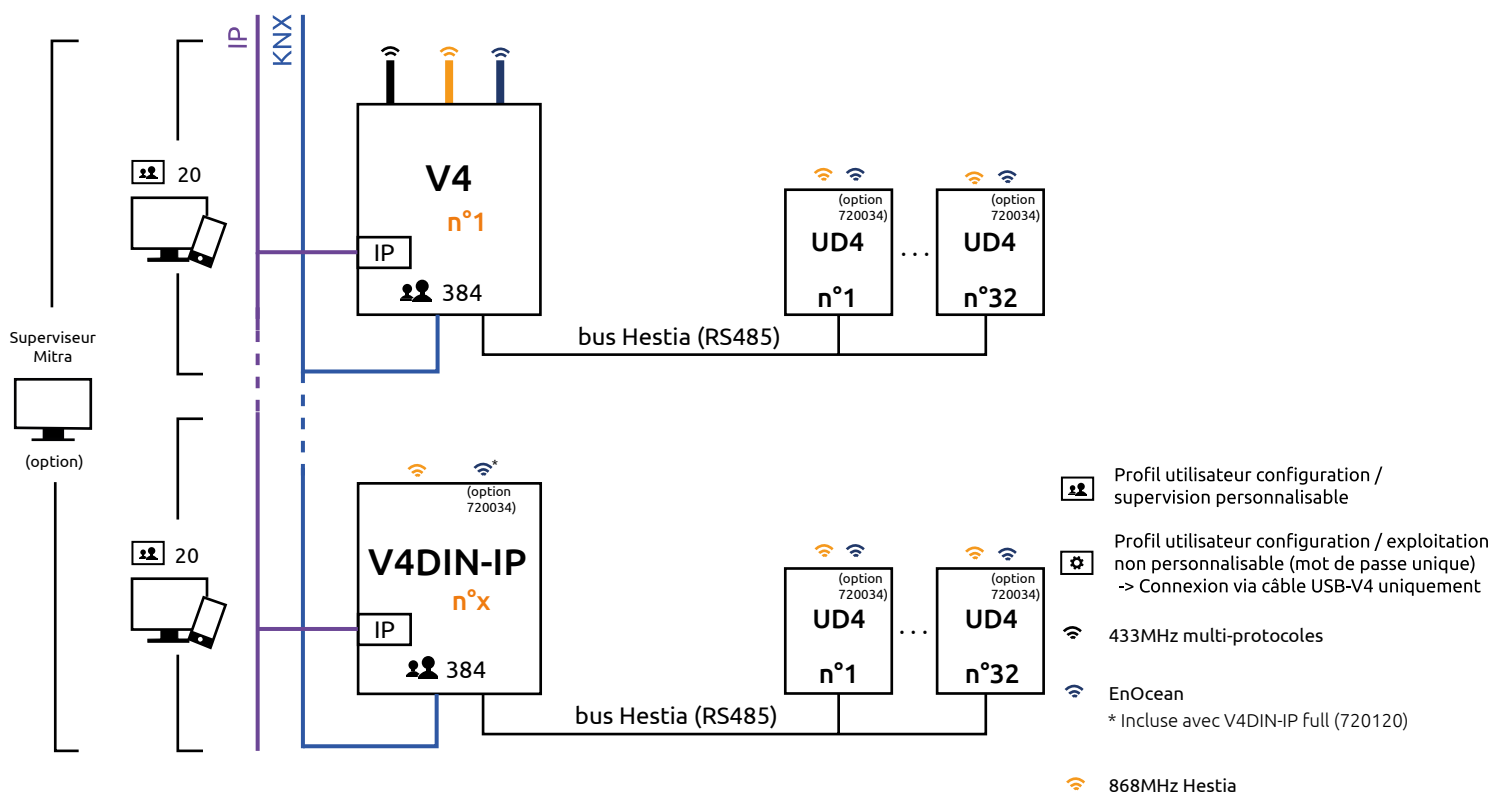 IP
KNX
20
V4
n°1
IP
384
bus Hestia (RS485)
(option
720034)
UD4
n°1
...
(option
720034)
UD4
n°32
Superviseur
Mitra
(option)
20
*
(option
720034)
V4DIN-IP
n°x
IP
384
bus Hestia (RS485)
(option
720034)
UD4
n°1
...
(option
720034)
UD4
n°32
Profil utilisateur configuration /
supervision personnalisable
Profil utilisateur configuration / exploitation
non personnalisable (mot de passe unique)
-> Connexion via câble USB-V4 uniquement
433MHz multi-protocoles
EnOcean
* Incluse avec V4DIN-IP full (720120)
868MHz Hestia